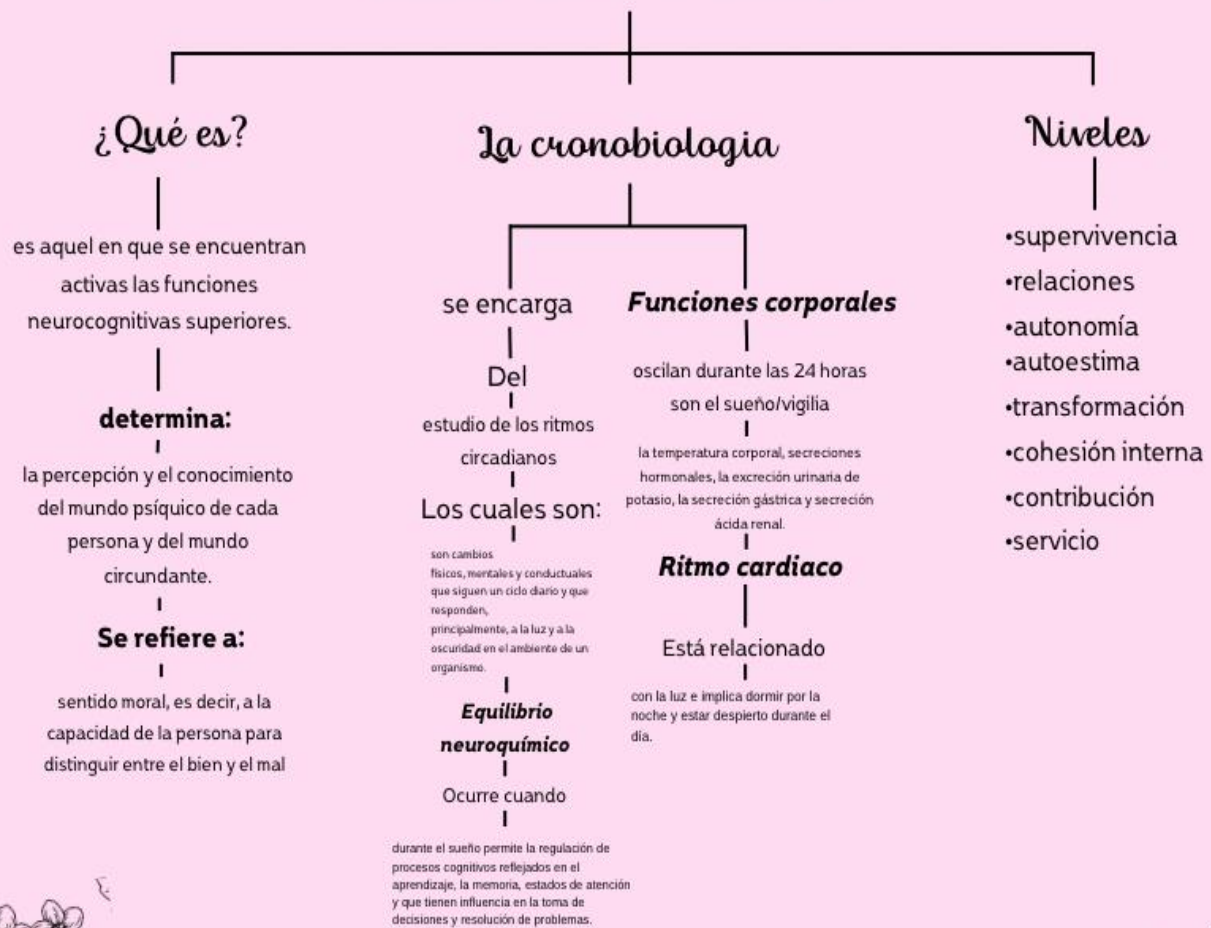 ¿Qué es?
es aquel en que se encuentran
activas las funciones
neurocognitivas superiores.
determina:
la percepción y el conocimiento
del mundo psíquico de cada
persona y del mundo
circundante.
Se refiere a:
sentido moral, es decir, a la
capacidad de la persona para
distinguir entre el bien y el mal
La cronobiologia
se encarga
Del
estudio de los ritmos
circadianos
Los cuales son:
son cambios
físicos, mentales y conductuales
que siguen un ciclo diario y que
responden,
principalmente, a la luz y a la
oscuridad en el ambiente de un
organismo.
Equilibrio
neuroquímico
Ocurre cuando
durante el sueño permite la regulación de
procesos cognitivos reflejados en el
aprendizaje, la memoria, estados de atención
y que tienen influencia en la toma de
decisiones y resolución de problemas.
Funciones corporales
oscilan durante las 24 horas
son el sueño/vigilia
la temperatura corporal, secreciones
hormonales, la excreción urinaria de
potasio, la secreción gástrica y secreción
ácida renal.
Ritmo cardiaco
Está relacionado
con la luz e implica dormir por la
noche y estar despierto durante el
día.
Niveles
•supervivencia
•relaciones
•autonomía
•autoestima
•transformación
•cohesión interna
•contribución
•servicio